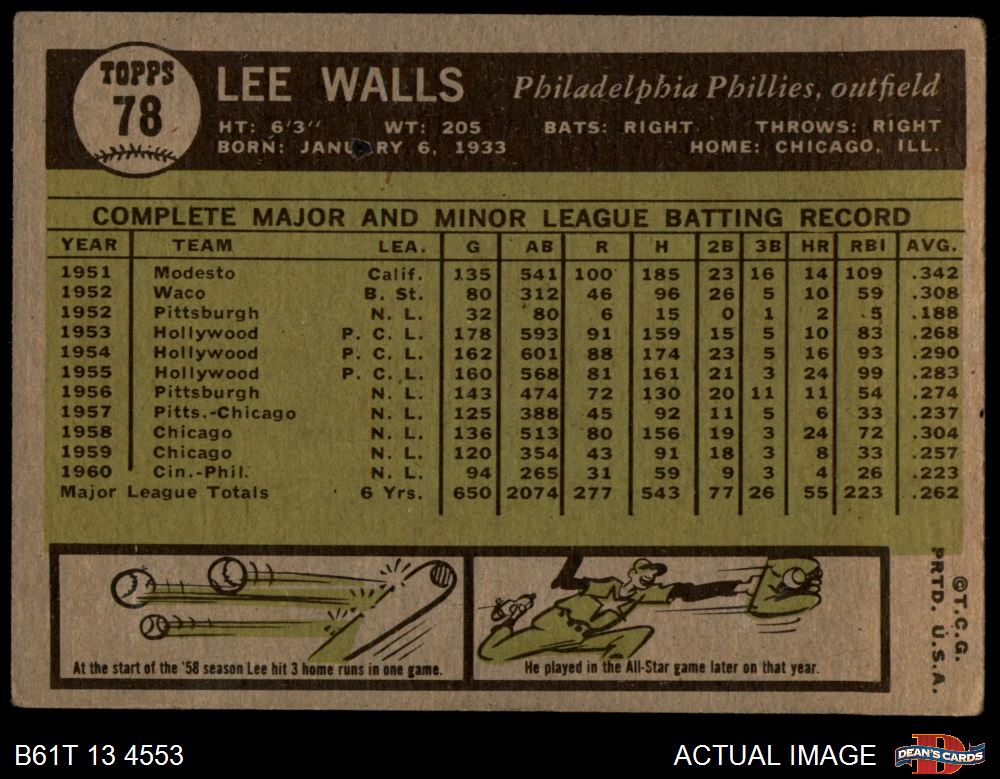 TOPPS
78
LEE WALLS Philadelphia Phillies, outfield
HT: 6'3" WT: 205 BATS: RIGHT THROWS: RIGHT
BORN: JANUARY 6, 1933 HOME: CHICAGO, ILL.
COMPLETE MAJOR AND MINOR LEAGUE BATTING RECORD
YEAR TEAM LEA. G AB R H 2B 3B HR RBI AVG.
1951 Modesto Calif. 135 541 100 185 23 16 14 109 .342
1952 Waco B. St. 80 312 46 96 26 5 10 59 .308
1952 Pittsburgh N. L. 32 80 6 15 0 1 2 5 .188
1953 Hollywood P. C. L. 178 593 91 159 15 5 10 83 .268
1954 Hollywood P. C. L. 162 601 88 174 23 5 16 93 .290
1955 Hollywood P. C. L. 160 568 81 161 21 3 24 99 .283
1956 Pittsburgh N. L. 143 474 72 130 20 11 11 54 .274
1957 Pitts.-Chicago N. L. 125 388 45 92 11 5 6 33 .237
1958 Chicago N. L. 136 513 80 156 19 3 24 72 .304
1959 Chicago N. L. 120 354 43 91 18 3 8 33 .257
1960 Cin.-Phil. N. L. 94 265 31 59 9 3 4 26 .223
Major League Totals 6 Yrs. 650 2074 277 543 77 26 55 223 .262
At the start of the '58 season Lee hit 3 home runs in one game.
He played in the All-Star game later on that year.
©T.C.G.
PRTD. U.S.A.
B61T 13 4553
ACTUAL IMAGE
DEAN'S CARDS